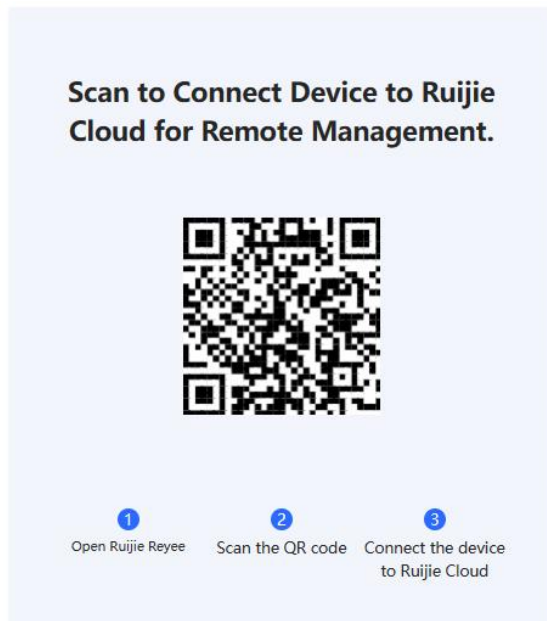 Scan to Connect Device to Ruijie
Cloud for Remote Management.
1
2
3
Open Ruijie Reyee
Scan the QR code
Connect the device
to Ruijie Cloud